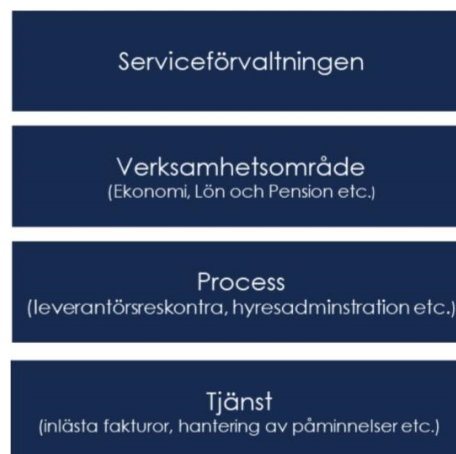 Serviceförvaltningen
Verksamhetsområde
(Ekonomi, Lön och Pension etc.)
Process
(leverantörsreskontra, hyresadminstration etc.)
Tjänst
(inlästa fakturor, hantering av påminnelser etc.)